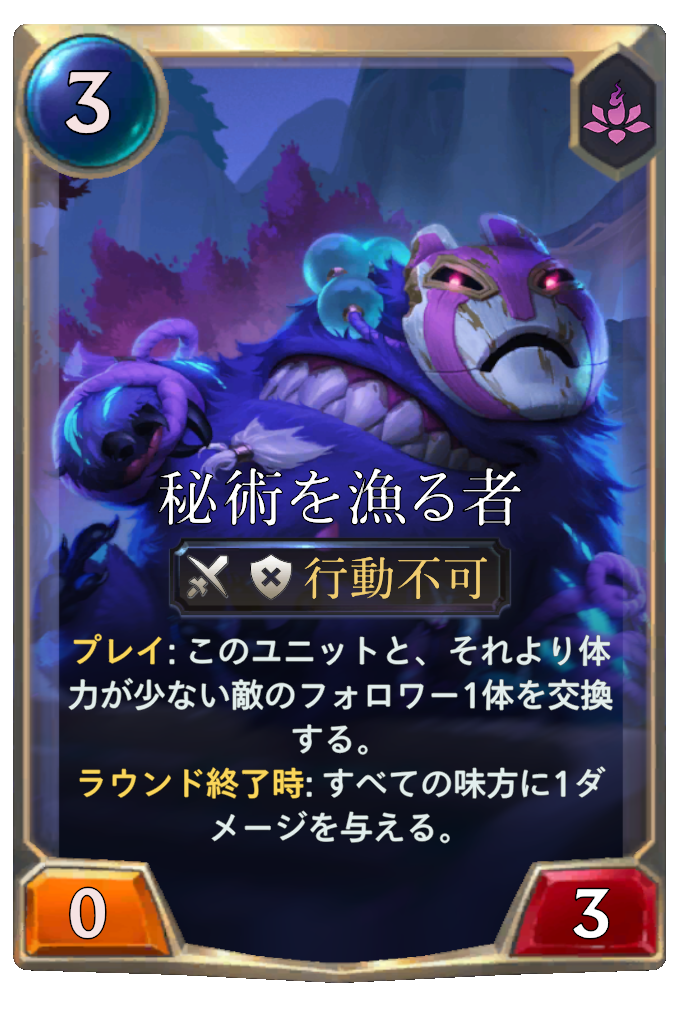 3
秘術を漁る者
行動不可
プレイ: このユニットと、それより体
力が少ない敵のフォロワー1体を交換
する。
ラウンド終了時: すべての味方に1ダ
メージを与える。
0
3